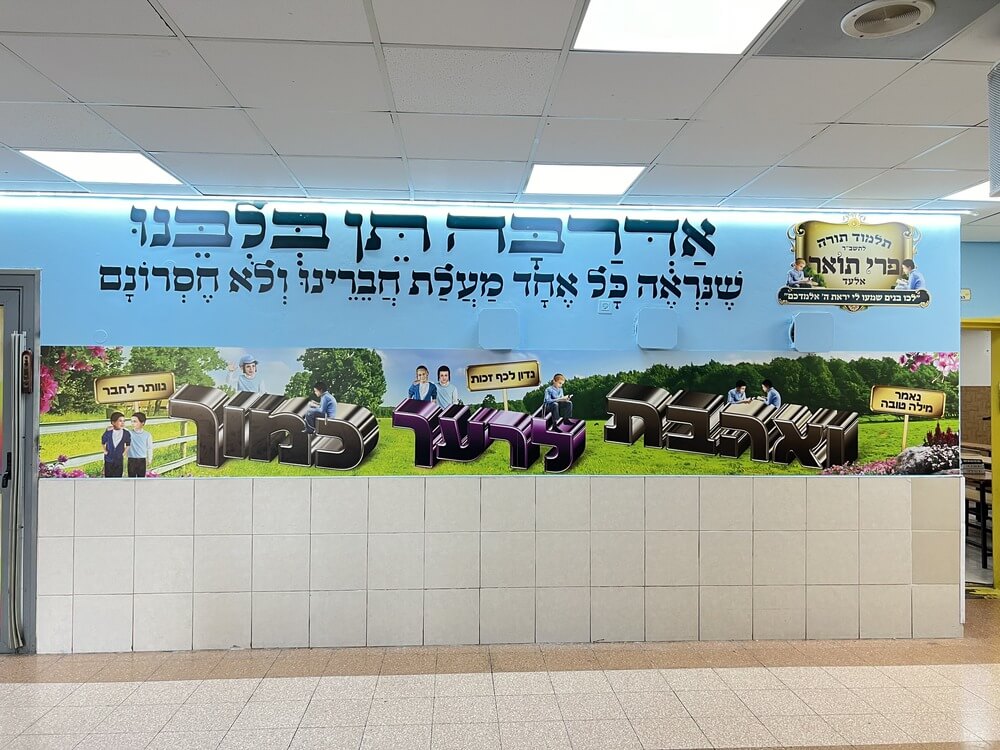 אַדְּרַבָּה תֵּן בְּלִבֵּנוּ
שֶׁנִּרְאֶה כָּל אֶחָד מַעֲלַת חֲבֵרֵינוּ וְלֹא חֶסְרוֹנָם
תלמוד תורה
לתשב"ר
פרי תואר
אלעד
"לכו בנים שמעו לי יראת ה' אלמדכם"
נאמר
מילה טובה
נדון לכף זכות
נוותר לחבר
ואהבת לרעך כמוך